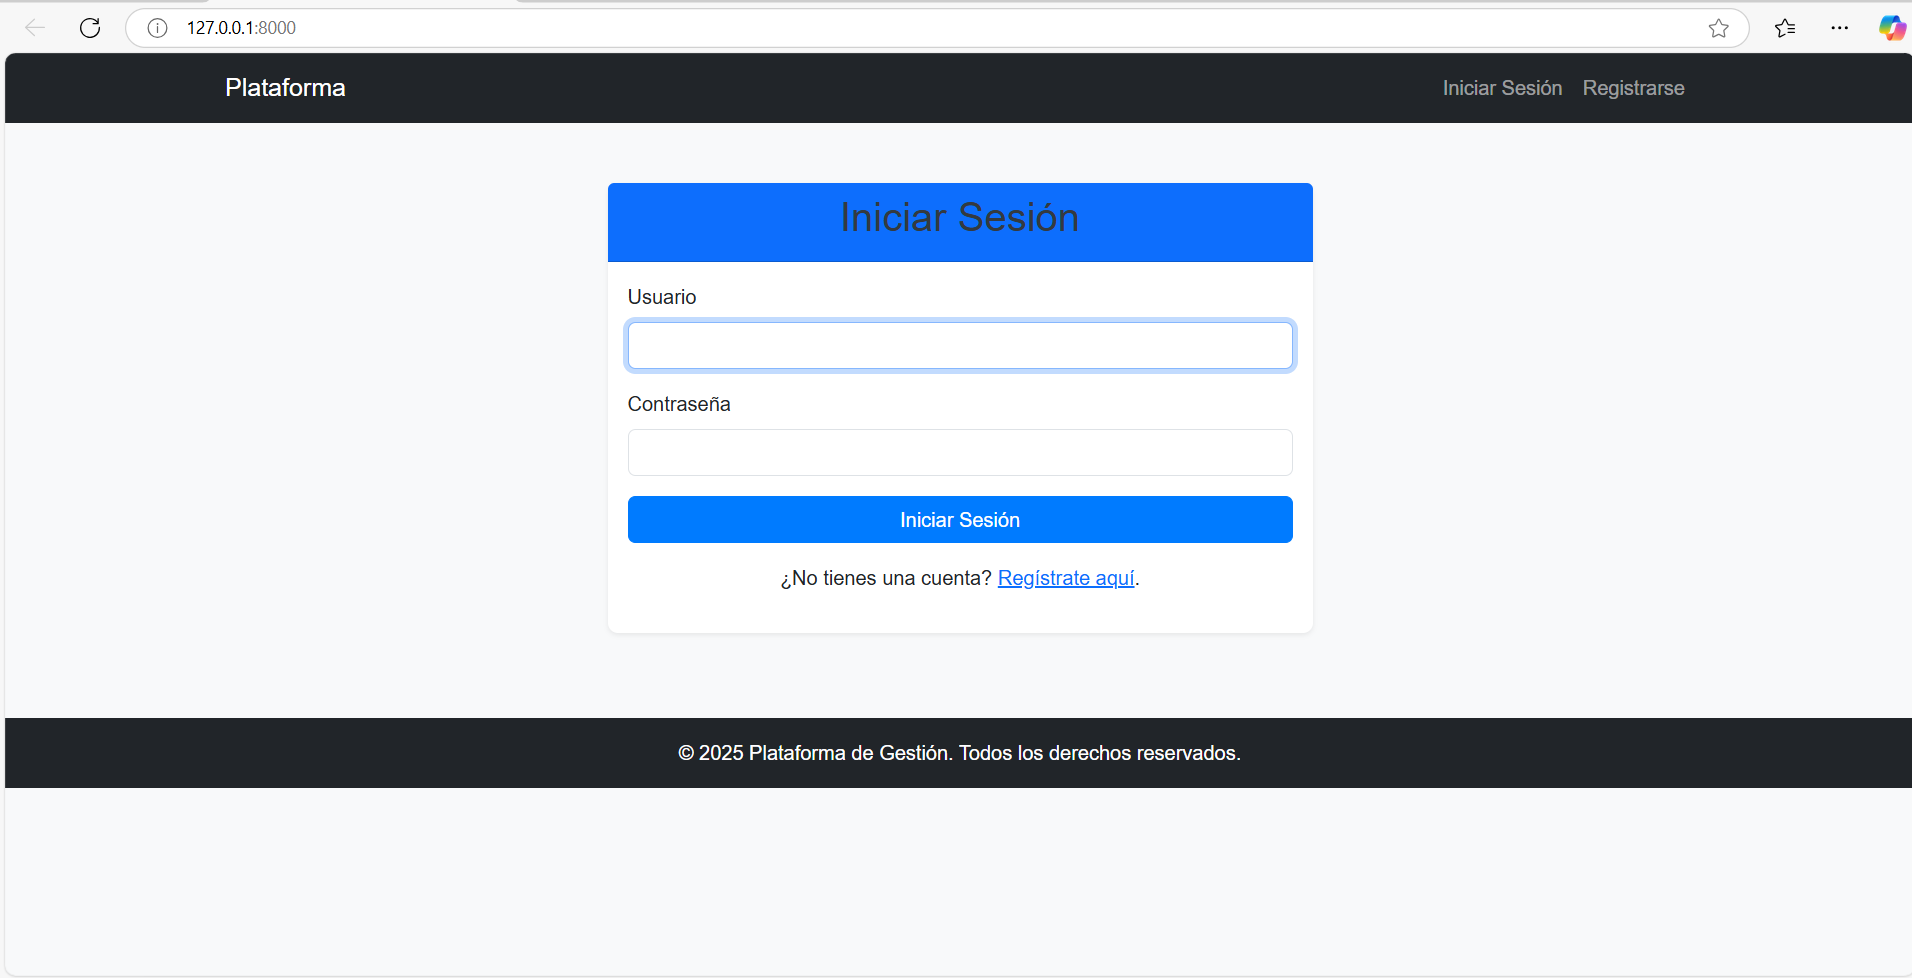 127.0.0.1:8000
Plataforma
Iniciar Sesión Registrarse
Iniciar Sesión
Usuario
Contraseña
Iniciar Sesión
¿No tienes una cuenta? Regístrate aquí.
© 2025 Plataforma de Gestión. Todos los derechos reservados.